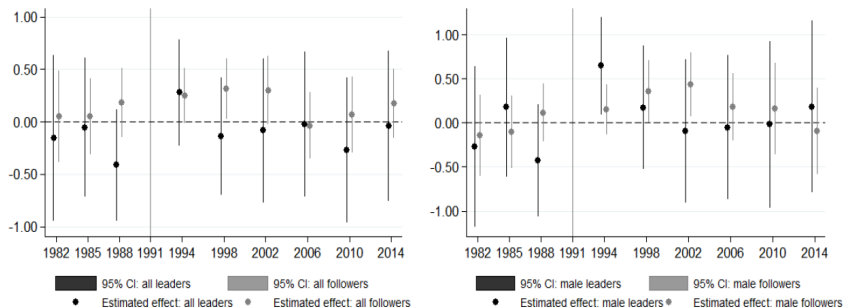 1.00
0.50
0.00
-0.50
-1.00
1982 1985 1988 1991 1994 1998 2002 2006 2010 2014
95% CI: all leaders 95% CI: all followers
Estimated effect: all leaders Estimated effect: all followers
1.00
0.50
0.00
-0.50
-1.00
1982 1985 1988 1991 1994 1998 2002 2006 2010 2014
95% CI: male leaders 95% CI: male followers
Estimated effect: male leaders Estimated effect: male followers